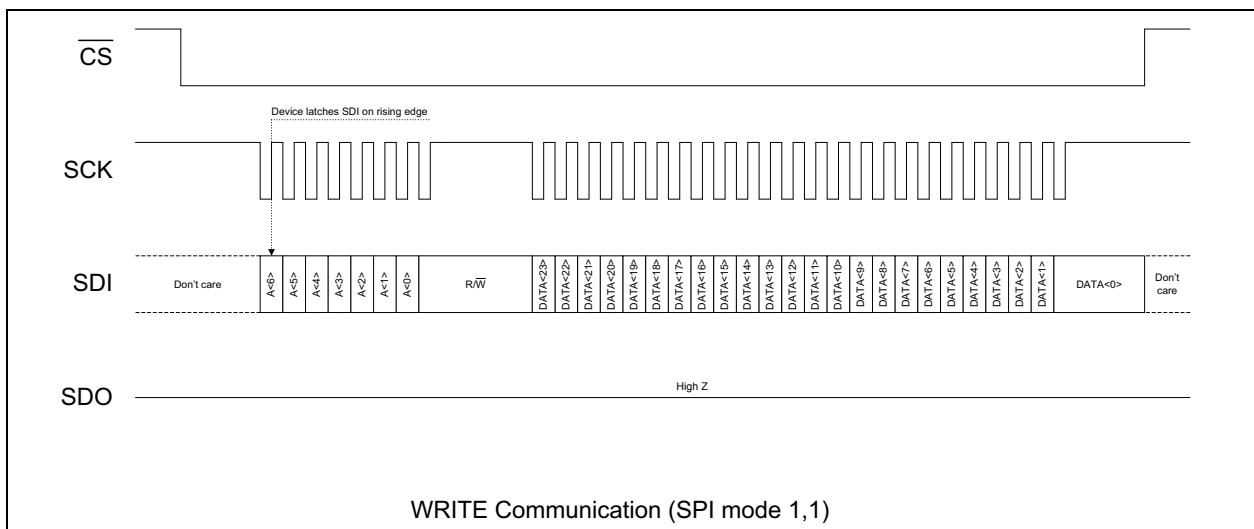 CS
Device latches SDI on rising edge
SCK
SDI
Don't care
A<6>
A<5>
A<4>
A<3>
A<2>
A<1>
A<0>
R/W
DATA<23>
DATA<22>
DATA<21>
DATA<20>
DATA<19>
DATA<18>
DATA<17>
DATA<16>
DATA<15>
DATA<14>
DATA<13>
DATA<12>
DATA<11>
DATA<10>
DATA<9>
DATA<8>
DATA<7>
DATA<6>
DATA<5>
DATA<4>
DATA<3>
DATA<2>
DATA<1>
DATA<0>
Don't
care
SDO
High Z
WRITE Communication (SPI mode 1,1)